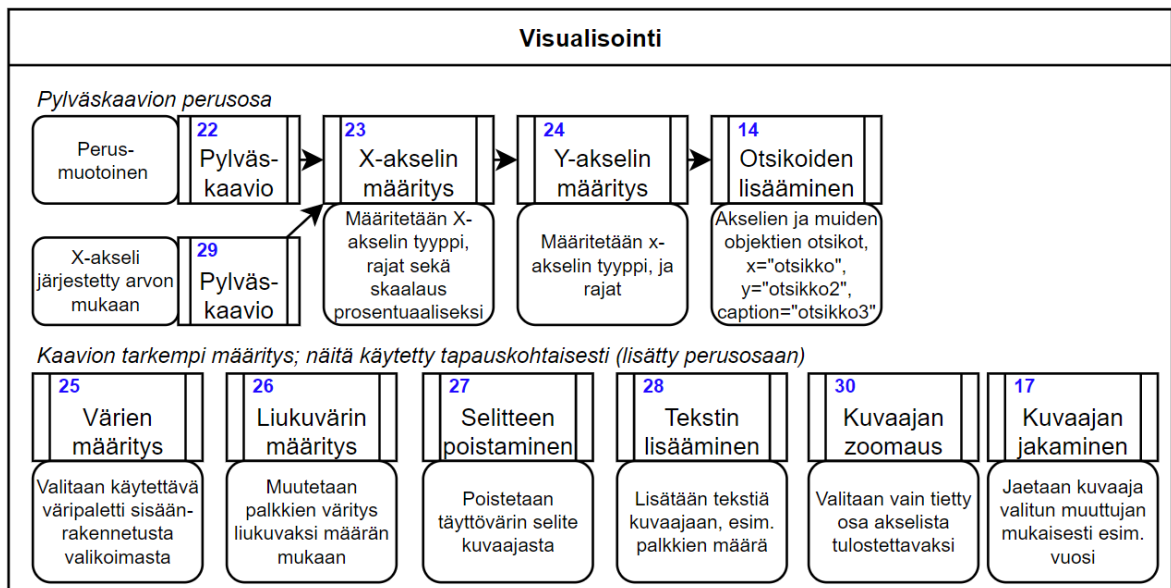 Visualisointi
Pylväskaavion perusosa
Perus-
muotoinen
22
Pylväs-
kaavio
23
X-akselin
määritys
24
Y-akselin
määritys
14
Otsikoiden
lisääminen
X-akseli
järjestetty arvon
mukaan
29
Pylväs-
kaavio
Määritetään X-
akselin tyyppi,
rajat sekä
skaalaus
prosentuaaliseksi
Määritetään x-
akselin tyyppi, ja
rajat
Akselien ja muiden
objektien otsikot,
x="otsikko",
y="otsikko2",
caption="otsikko3"
Kaavion tarkempi määritys; näitä käytetty tapauskohtaisesti (lisätty perusosaan)
25
Värien
määritys
26
Liukuvärin
määritys
27
Selitteen
poistaminen
28
Tekstin
lisääminen
30
Kuvaajan
zoomaus
17
Kuvaajan
jakaminen
Valitaan käytettävä
väripaletti sisään-
rakennetusta
valikoimasta
Muutetaan
palkkien väritys
liukuvaksi määrän
mukaan
Poistetaan
täyttövärin selite
kuvaajasta
Lisätään tekstiä
kuvaajaan, esim.
palkkien määrä
Valitaan vain tietty
osa akselista
tulostettavaksi
Jaetaan kuvaaja
valitun muuttujan
mukaisesti esim.
vuosi